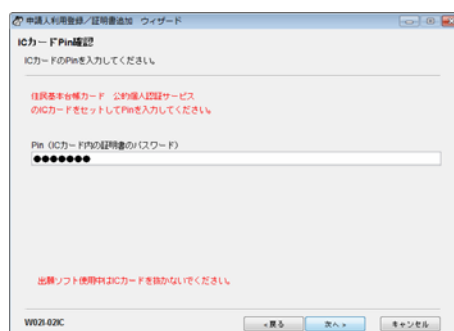 申請人利用登録／証明書追加 ウィザード
ICカードPin確認
ICカードのPinを入力してください。
住民基本台帳カード 公的個人認証サービス
のICカードをセットしてPinを入力してください。
Pin（ICカード内の証明書のパスワード）
●●●●●●●
出願ソフト使用中はICカードを抜かないでください。
W02I-02IC
<戻る 次へ> キャンセル